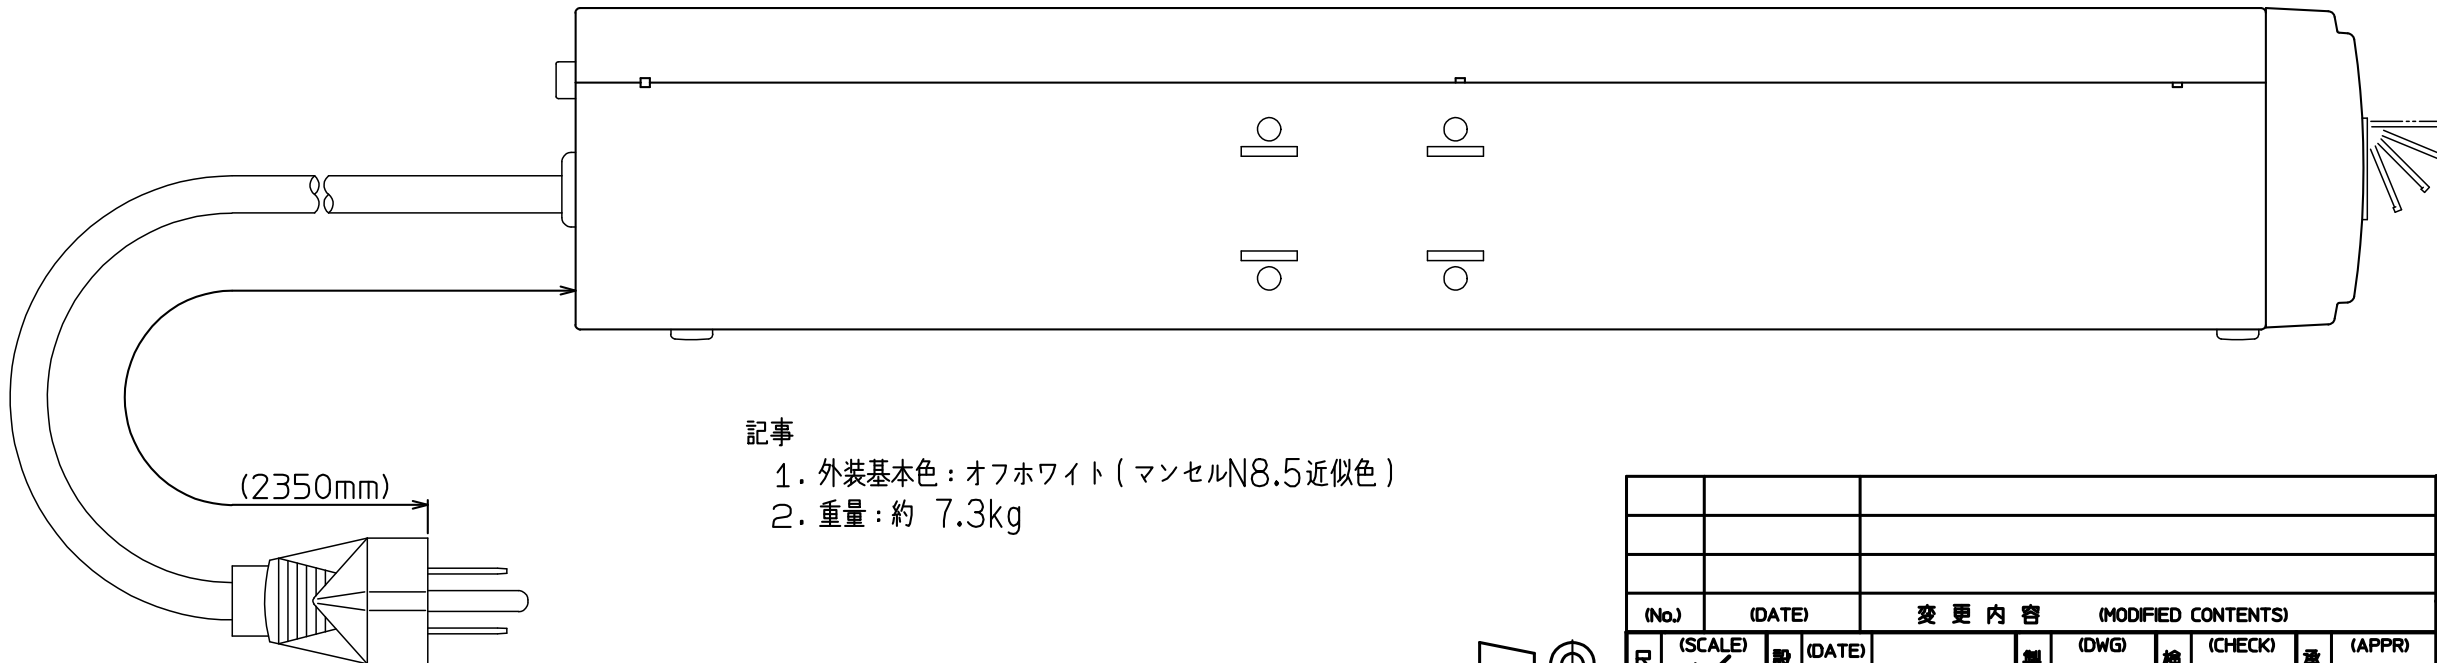 (2350mm)
記事
1. 外装基本色：オフホワイト(マンセルN8.5近似色)
2. 重量：約 7.3kg
(No.) (DATE) 変更内容 (MODIFIED CONTENTS)
(SCALE) (DATE) (DWG) (CHECK) (APPR)